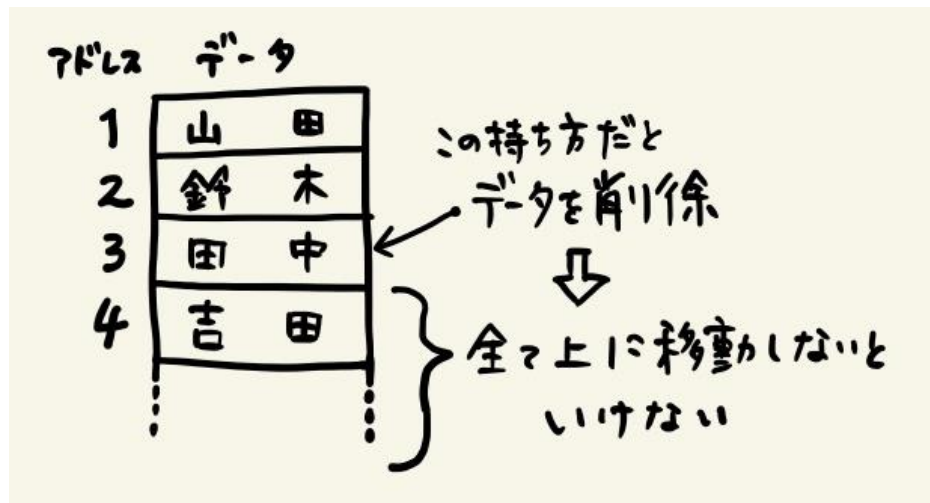 アドレス データ
1 山田
2 鈴木
3 田中
4 吉田
この持ち方だと
データを削除
全て上に移動しないと
いけない